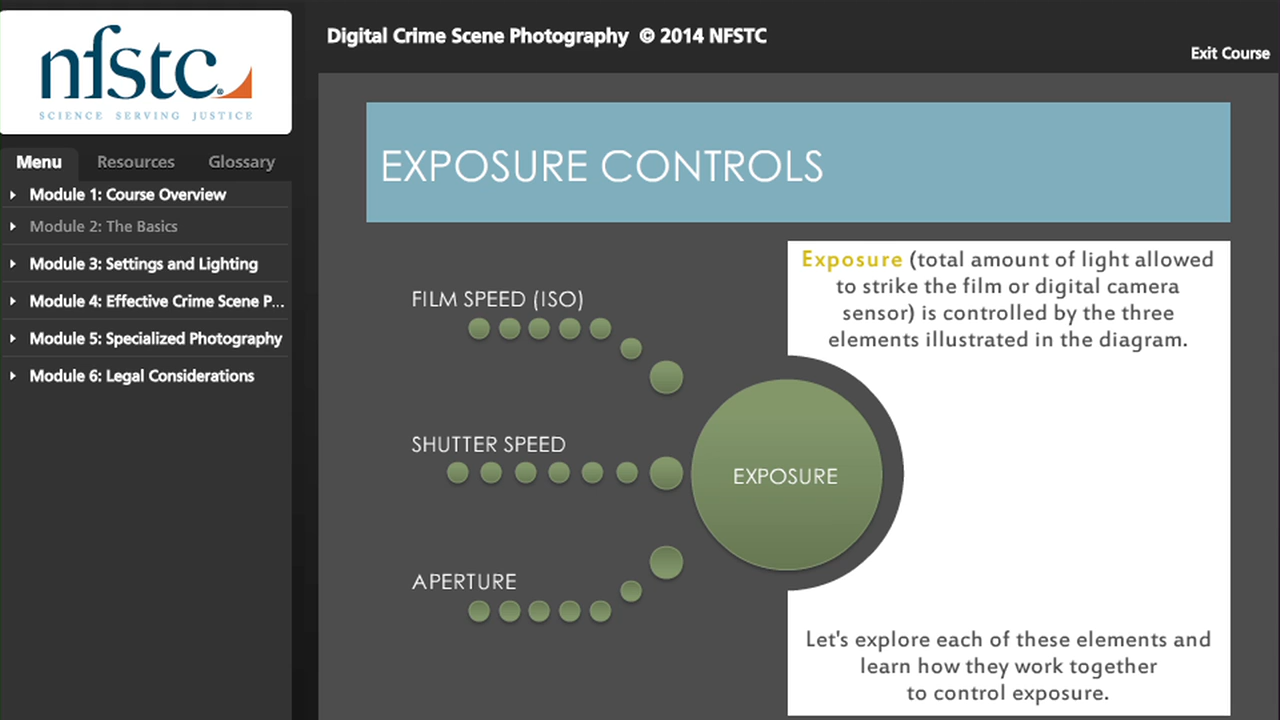 nfstc®
SCIENCE SERVING JUSTICE
Digital Crime Scene Photography © 2014 NFSTC
Exit Course
Menu Resources Glossary
Module 1: Course Overview
Module 2: The Basics
Module 3: Settings and Lighting
Module 4: Effective Crime Scene P...
Module 5: Specialized Photography
Module 6: Legal Considerations
EXPOSURE CONTROLS
FILM SPEED (ISO)
SHUTTER SPEED
APERTURE
EXPOSURE
Exposure (total amount of light allowed
to strike the film or digital camera
sensor) is controlled by the three
elements illustrated in the diagram.
Let's explore each of these elements and
learn how they work together
to control exposure.